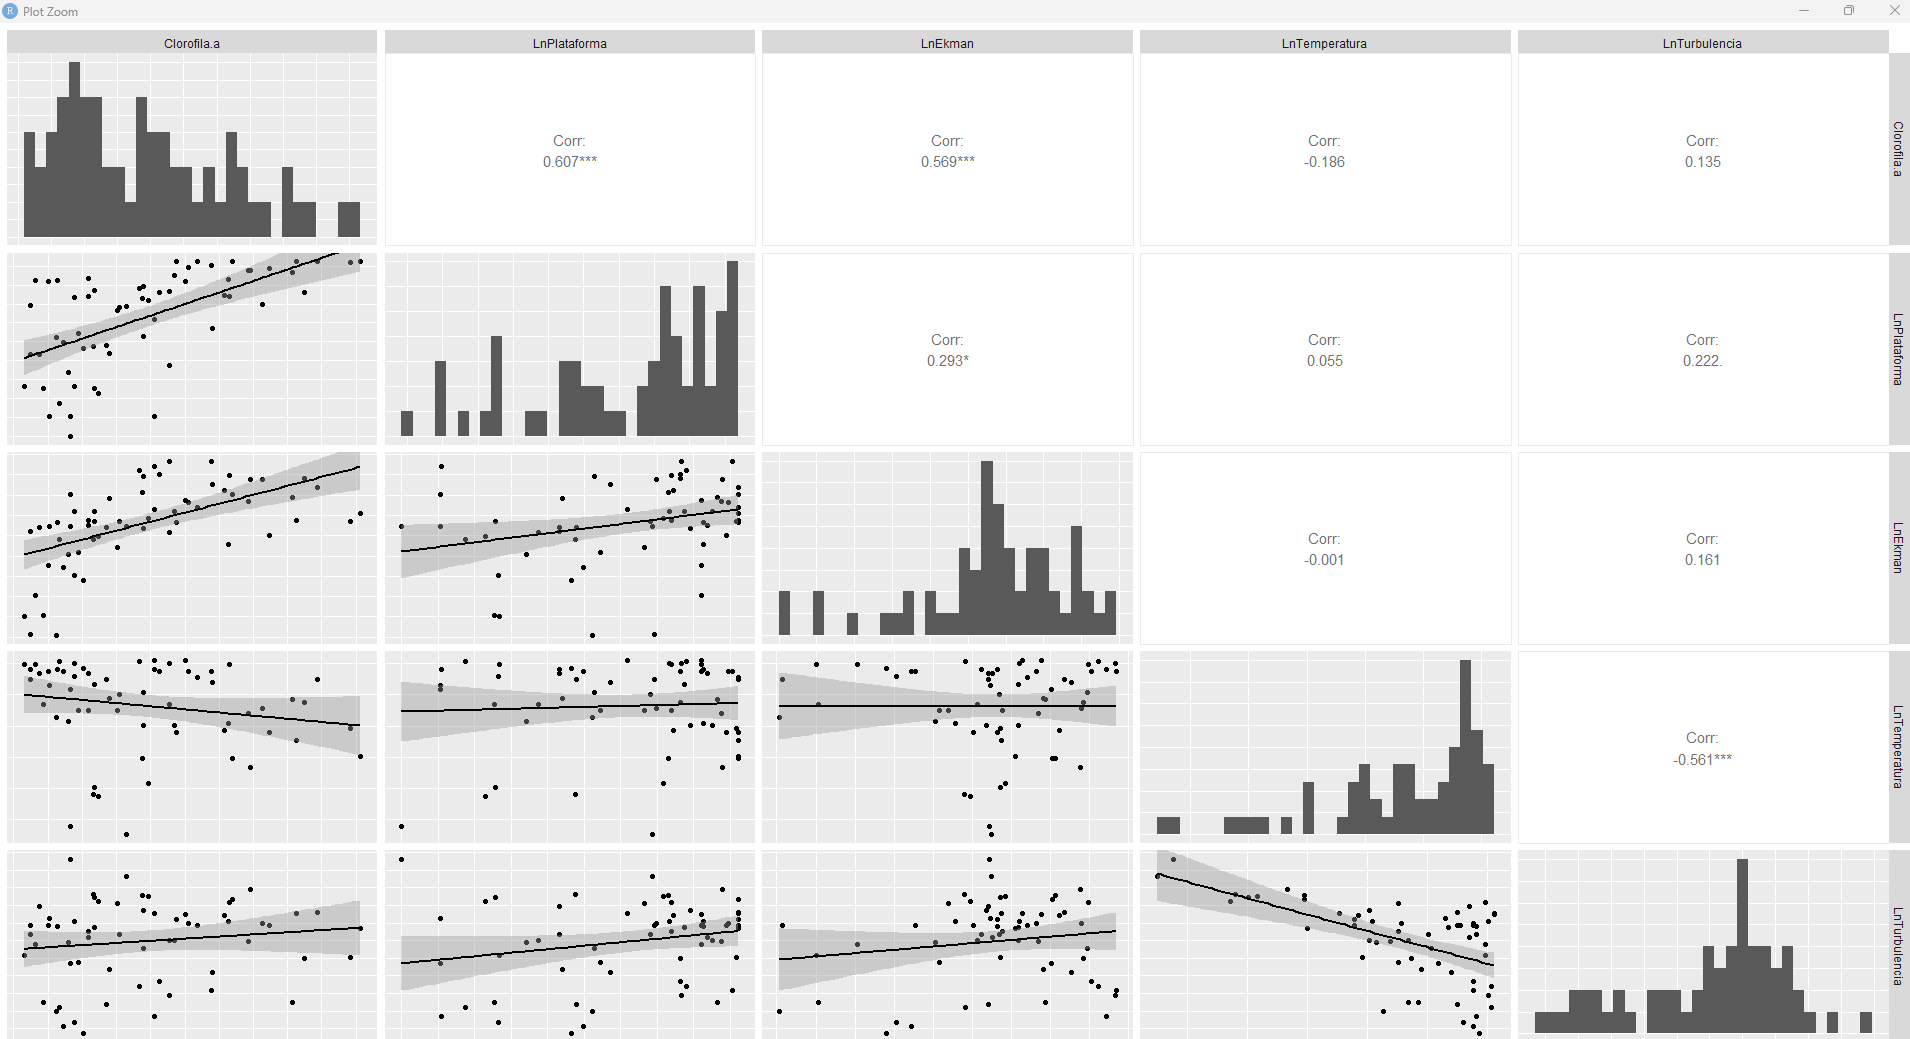 R Plot Zoom
Clorofila.a LnPlataforma LnEkman LnTemperatura LnTurbulencia
Corr: Corr: Corr: Corr:
0.607*** 0.569*** -0.186 0.135
Clorofila.a
Corr: Corr: Corr:
0.293* 0.055 0.222.
LnPlataforma
Corr: Corr:
-0.001 0.161
LnEkman
Corr:
-0.561***
LnTemperatura
LnTurbulencia